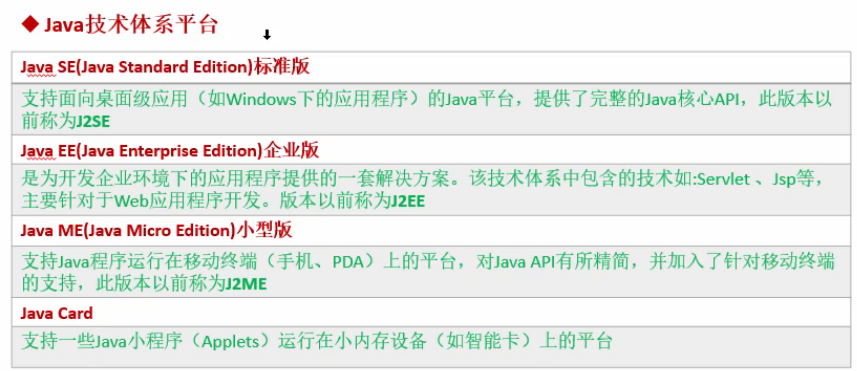 ◆ Java技术体系平台
Java SE(Java Standard Edition)标准版
支持面向桌面级应用（如Windows下的应用程序）的Java平台，提供了完整的Java核心API，此版本以
前称为J2SE
Java EE(Java Enterprise Edition)企业版
是为开发企业环境下的应用程序提供的一套解决方案。该技术体系中包含的技术如:Servlet 、Jsp等，
主要针对于Web应用程序开发。版本以前称为J2EE
Java ME(Java Micro Edition)小型版
支持Java程序运行在移动终端（手机、PDA）上的平台，对Java API有所精简，并加入了针对移动终端
的支持，此版本以前称为J2ME
Java Card
支持一些Java小程序（Applets）运行在小内存设备（如智能卡）上的平台